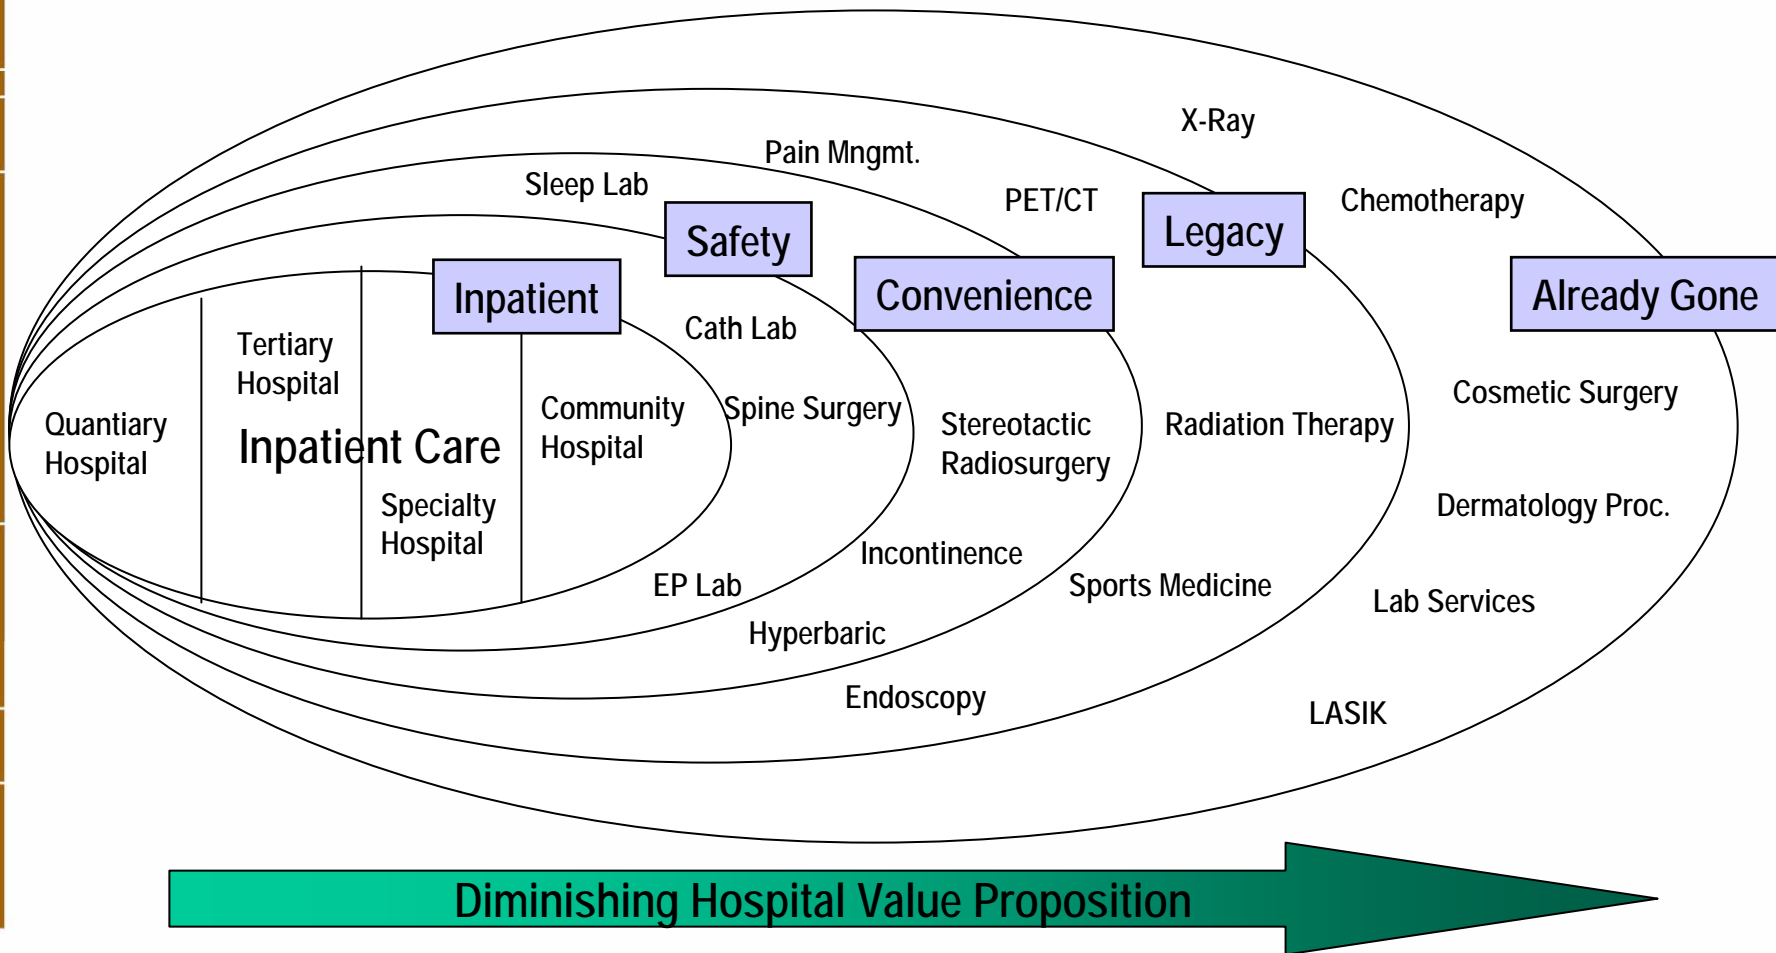 X-Ray
Pain Mngmt.
Sleep Lab
PET/CT
Chemotherapy
Safety
Legacy
Inpatient
Convenience
Already Gone
Cath Lab
Tertiary
Hospital
Quantiary
Hospital
Inpatient Care
Community
Hospital
Spine Surgery
Stereotactic
Radiosurgery
Radiation Therapy
Cosmetic Surgery
Specialty
Hospital
Dermatology Proc.
Incontinence
EP Lab
Sports Medicine
Lab Services
Hyperbaric
Endoscopy
LASIK
Diminishing Hospital Value Proposition